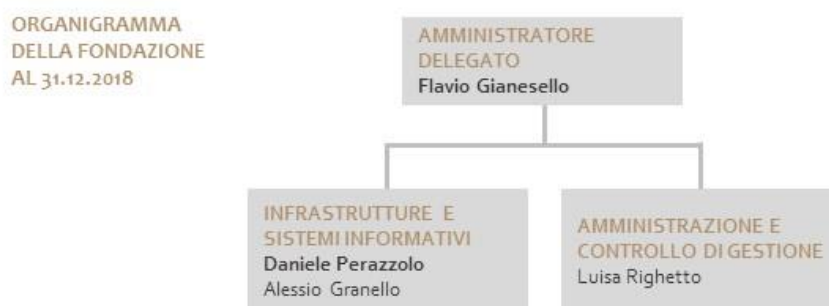 ORGANIGRAMMA
DELLA FONDAZIONE
AL 31.12.2018
AMMINISTRATORE
DELEGATO
Flavio Gianesello
INFRASTRUTTURE E
SISTEMI INFORMATIVI
Daniele Perazzolo
Alessio Granello
AMMINISTRAZIONE E
CONTROLLO DI GESTIONE
Luisa Righetto